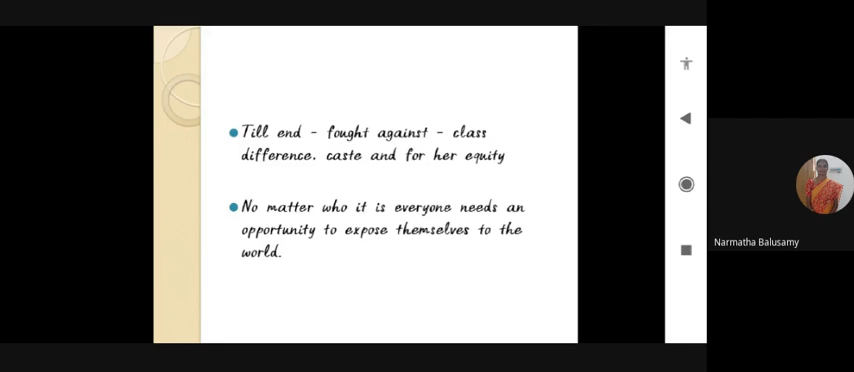 Till end - fought against - class
difference. caste and for her equity
No matter who it is everyone needs an
opportunity to expose themselves to the
world.
Narmatha Balusamy